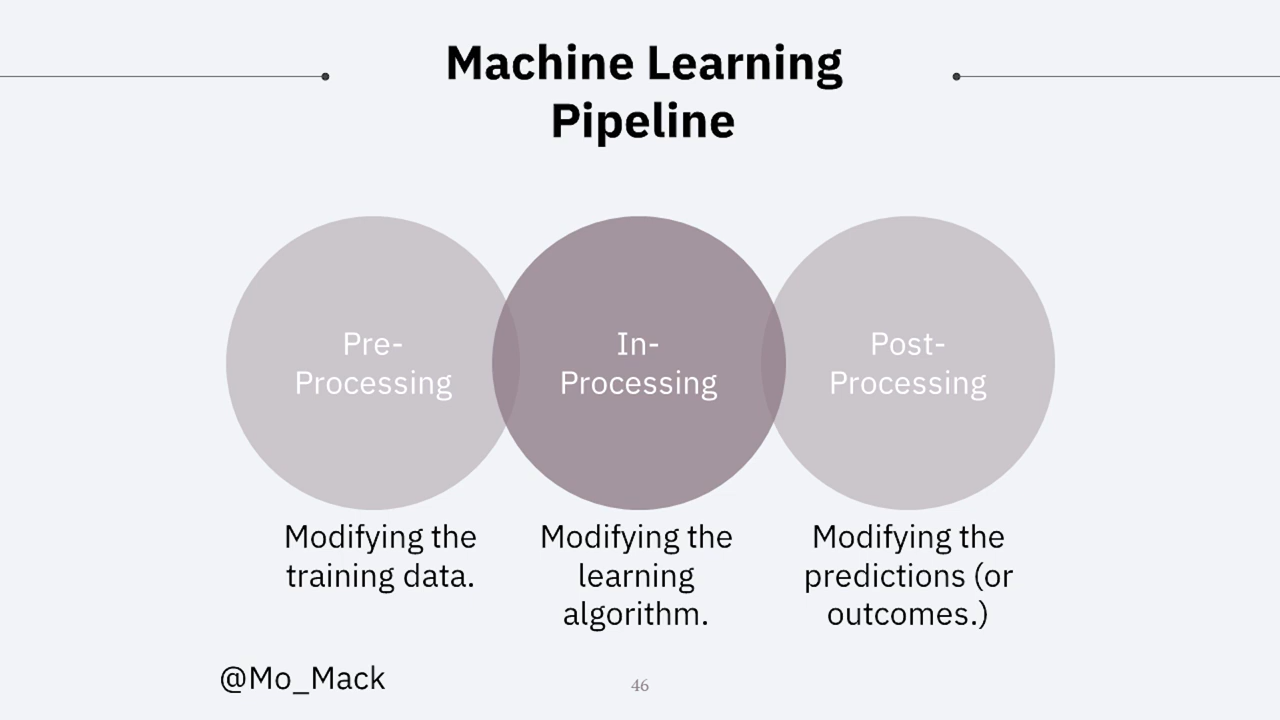 Machine Learning
Pipeline
Pre-
Processing
In-
Processing
Post-
Processing
Modifying the
training data.
Modifying the
learning
algorithm.
Modifying the
predictions (or
outcomes.)
@Mo_Mack
46